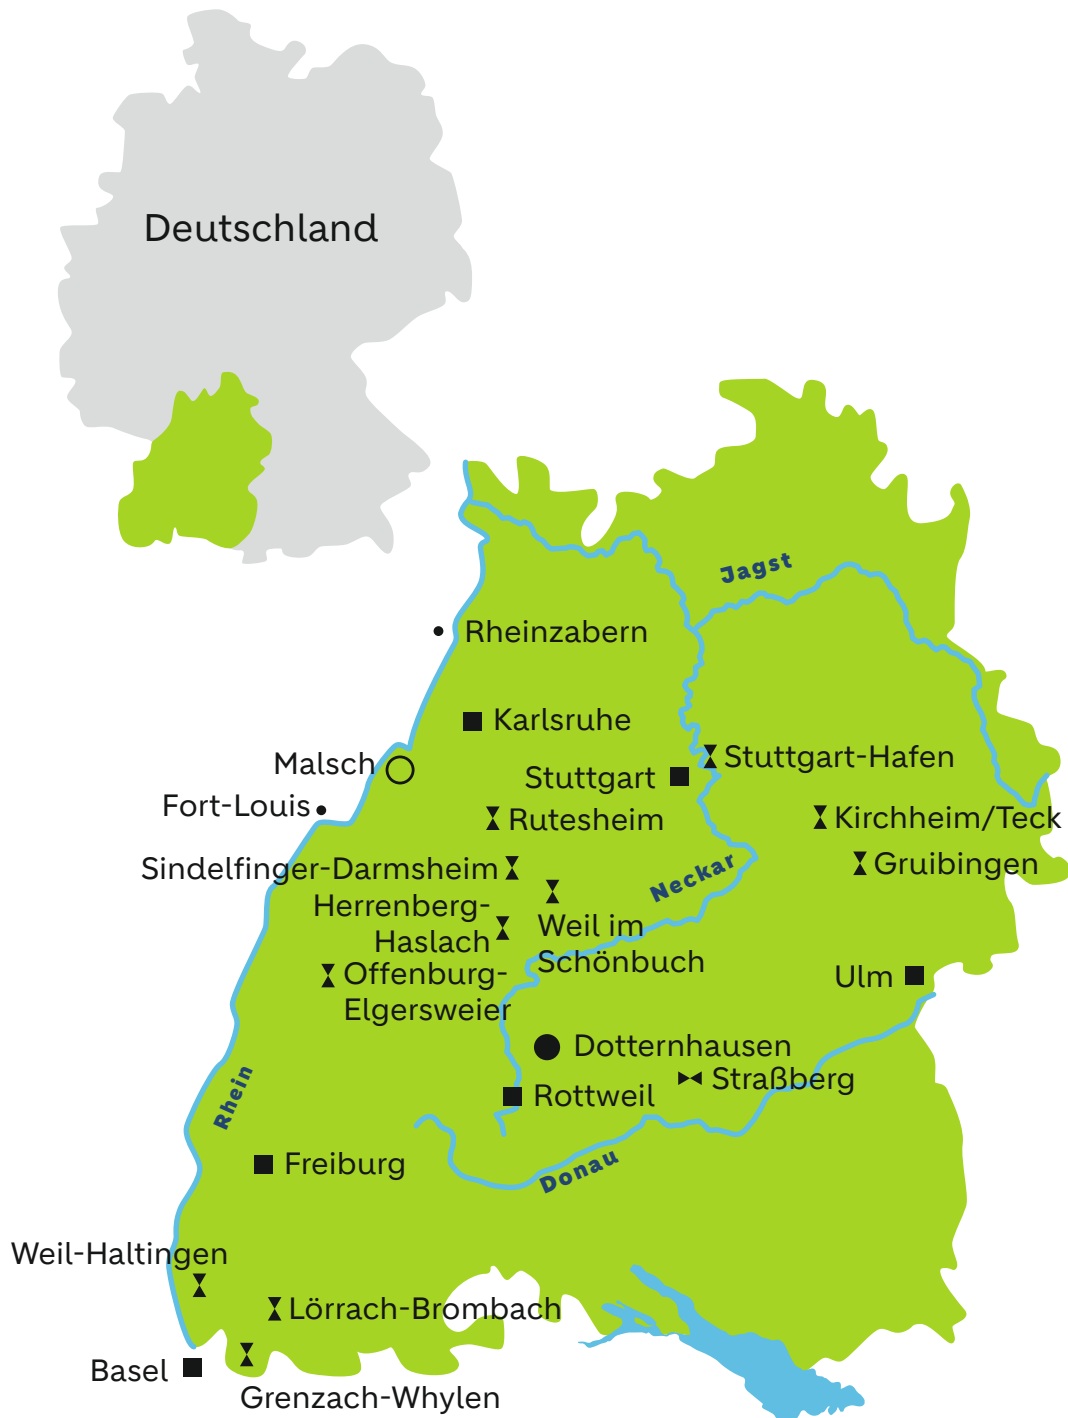 Deutschland
Jagst
Rheinzabern
Karlsruhe
Malsch
Stuttgart-Hafen
Stuttgart
Fort-Louis
Rutesheim
Kirchheim/Teck
Sindelfinger-Darmsheim
Gruibingen
Neckar
Herrenberg-
Haslach
Weil im
Schönbuch
Offenburg-
Elgersweier
Ulm
Dotternhausen
Straßberg
Rottweil
Rhein
Freiburg
Donau
Weil-Haltingen
Lörrach-Brombach
Basel
Grenzach-Whylen